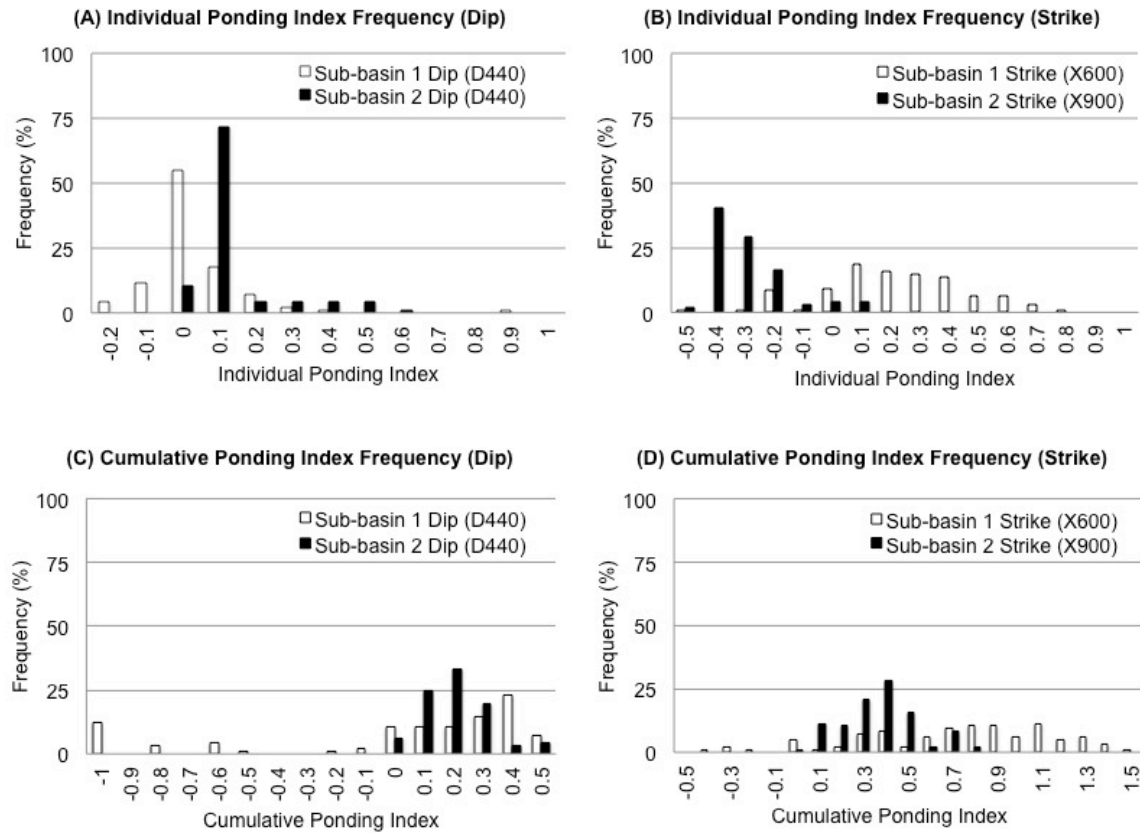 (A) Individual Ponding Index Frequency (Dip)
Sub-basin 1 Dip (D440)
Sub-basin 2 Dip (D440)
Frequency (%)
100
75
50
25
0
-0.2 -0.1 0 0.1 0.2 0.3 0.4 0.5 0.6 0.7 0.8 0.9 1
Individual Ponding Index
(B) Individual Ponding Index Frequency (Strike)
Sub-basin 1 Strike (X600)
Sub-basin 2 Strike (X900)
Frequency (%)
100
75
50
25
0
-0.5 -0.4 -0.3 -0.2 -0.1 0 0.1 0.2 0.3 0.4 0.5 0.6 0.7 0.8 0.9 1
Individual Ponding Index
(C) Cumulative Ponding Index Frequency (Dip)
Sub-basin 1 Dip (D440)
Sub-basin 2 Dip (D440)
Frequency (%)
100
75
50
25
0
-1 -0.9 -0.8 -0.7 -0.6 -0.5 -0.4 -0.3 -0.2 -0.1 0 0.1 0.2 0.3 0.4 0.5
Cumulative Ponding Index
(D) Cumulative Ponding Index Frequency (Strike)
Sub-basin 1 Strike (X600)
Sub-basin 2 Strike (X900)
Frequency (%)
100
75
50
25
0
-0.5 -0.3 -0.1 0.1 0.3 0.5 0.7 0.9 1.1 1.3 1.5
Cumulative Ponding Index